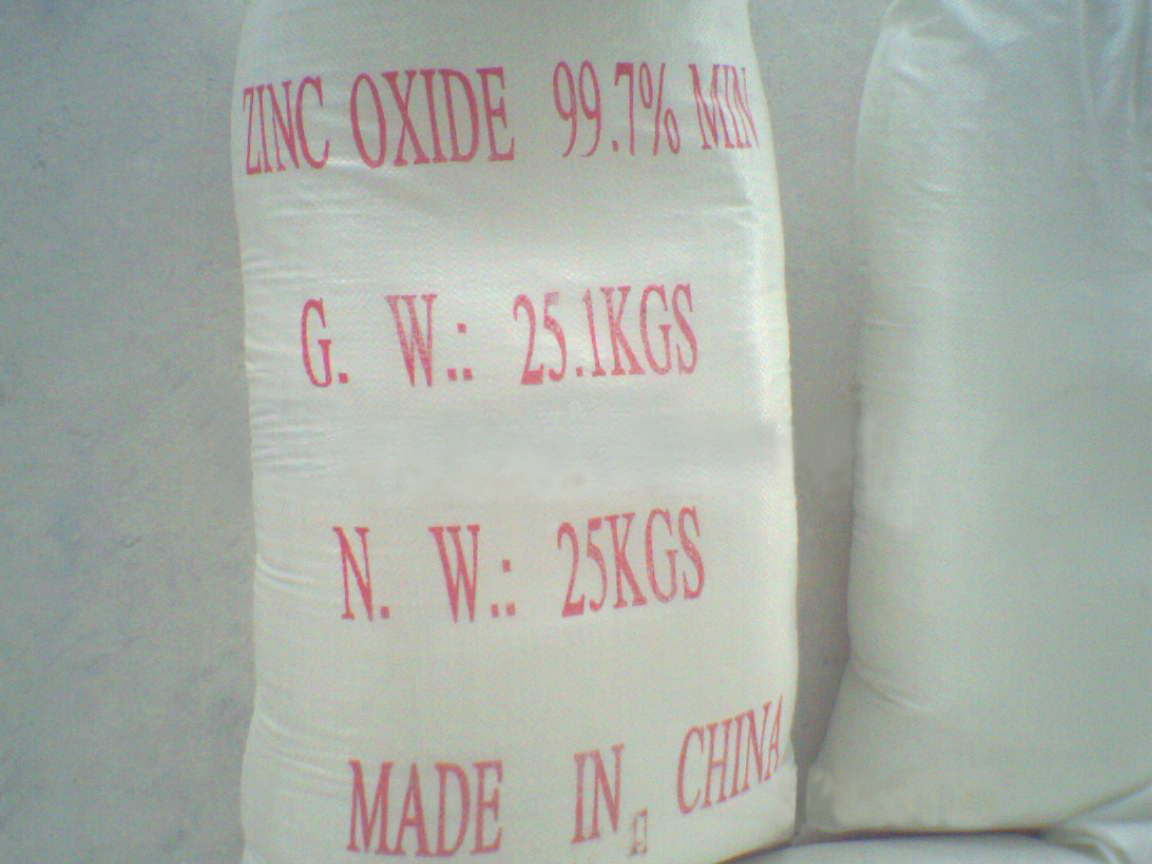 ZINC OXIDE 99.7% MIN
G. W.: 25.1KGS
N. W.: 25KGS
MADE IN CHINA